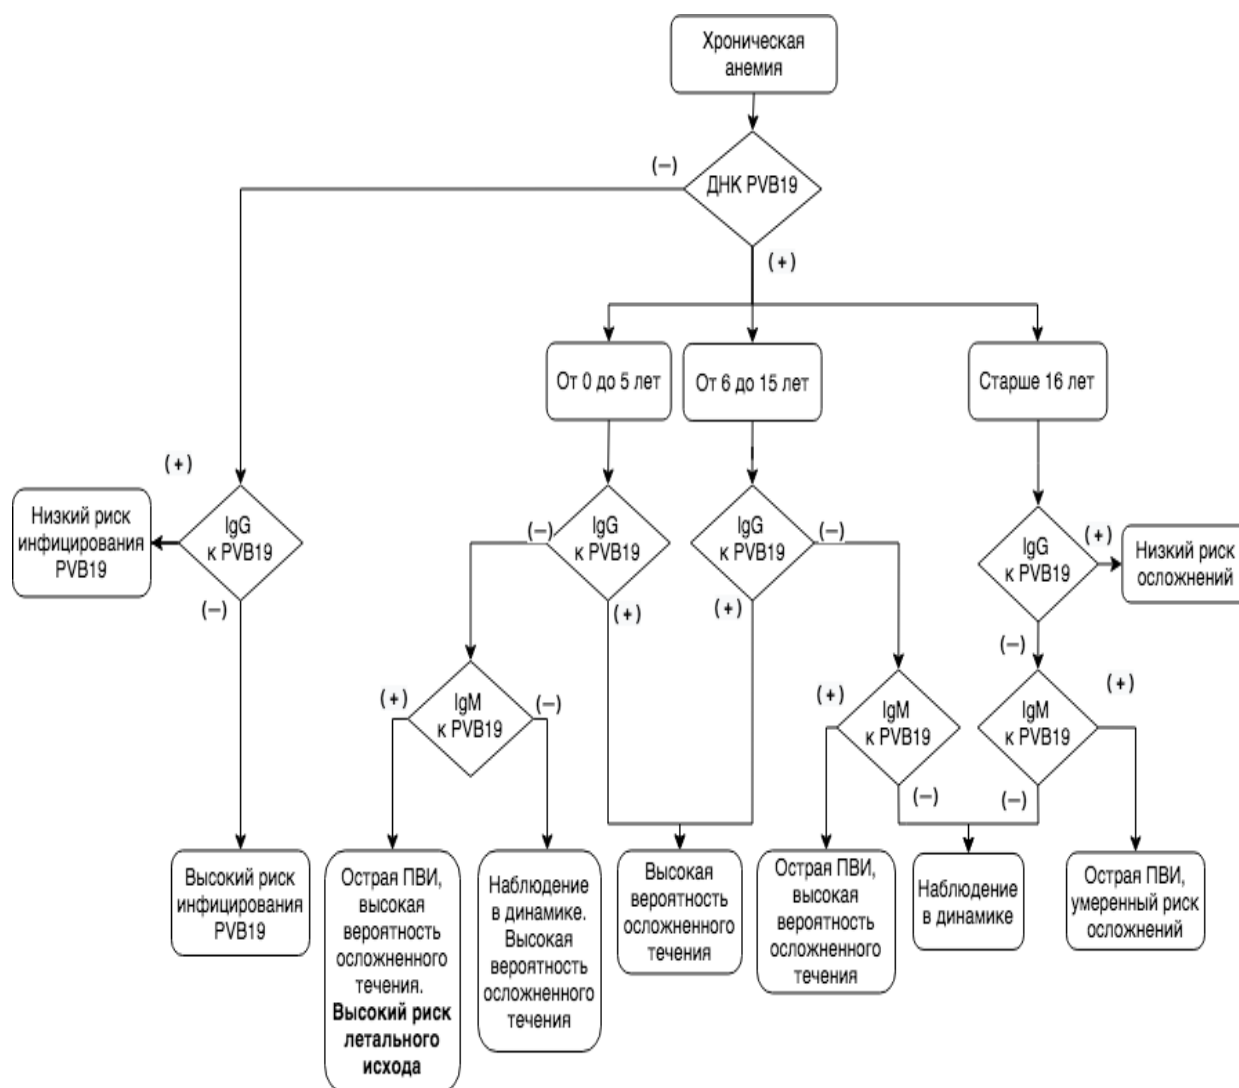 Хроническая
анемия
(–)
ДНК PVB19
(+)
От 0 до 5 лет
От 6 до 15 лет
Старше 16 лет
(+)
Низкий риск
инфицирования
PVB19
IgG
к PVB19
(–)
(–)
IgG
к PVB19
(+)
IgG
к PVB19
(–)
(+)
IgG
к PVB19
(+)
Низкий риск
осложнений
(–)
(+)
IgM
к PVB19
(–)
(+)
IgM
к PVB19
(–)
IgM
к PVB19
(+)
(–)
Высокий риск
инфицирования
PVB19
Острая ПВИ,
высокая
вероятность
осложненного
течения.
Высокий риск
летального
исхода
Наблюдение
в динамике.
Высокая
вероятность
осложненного
течения
Высокая
вероятность
осложненного
течения
Острая ПВИ,
высокая
вероятность
осложненного
течения
Наблюдение
в динамике
Острая ПВИ,
умеренный риск
осложнений